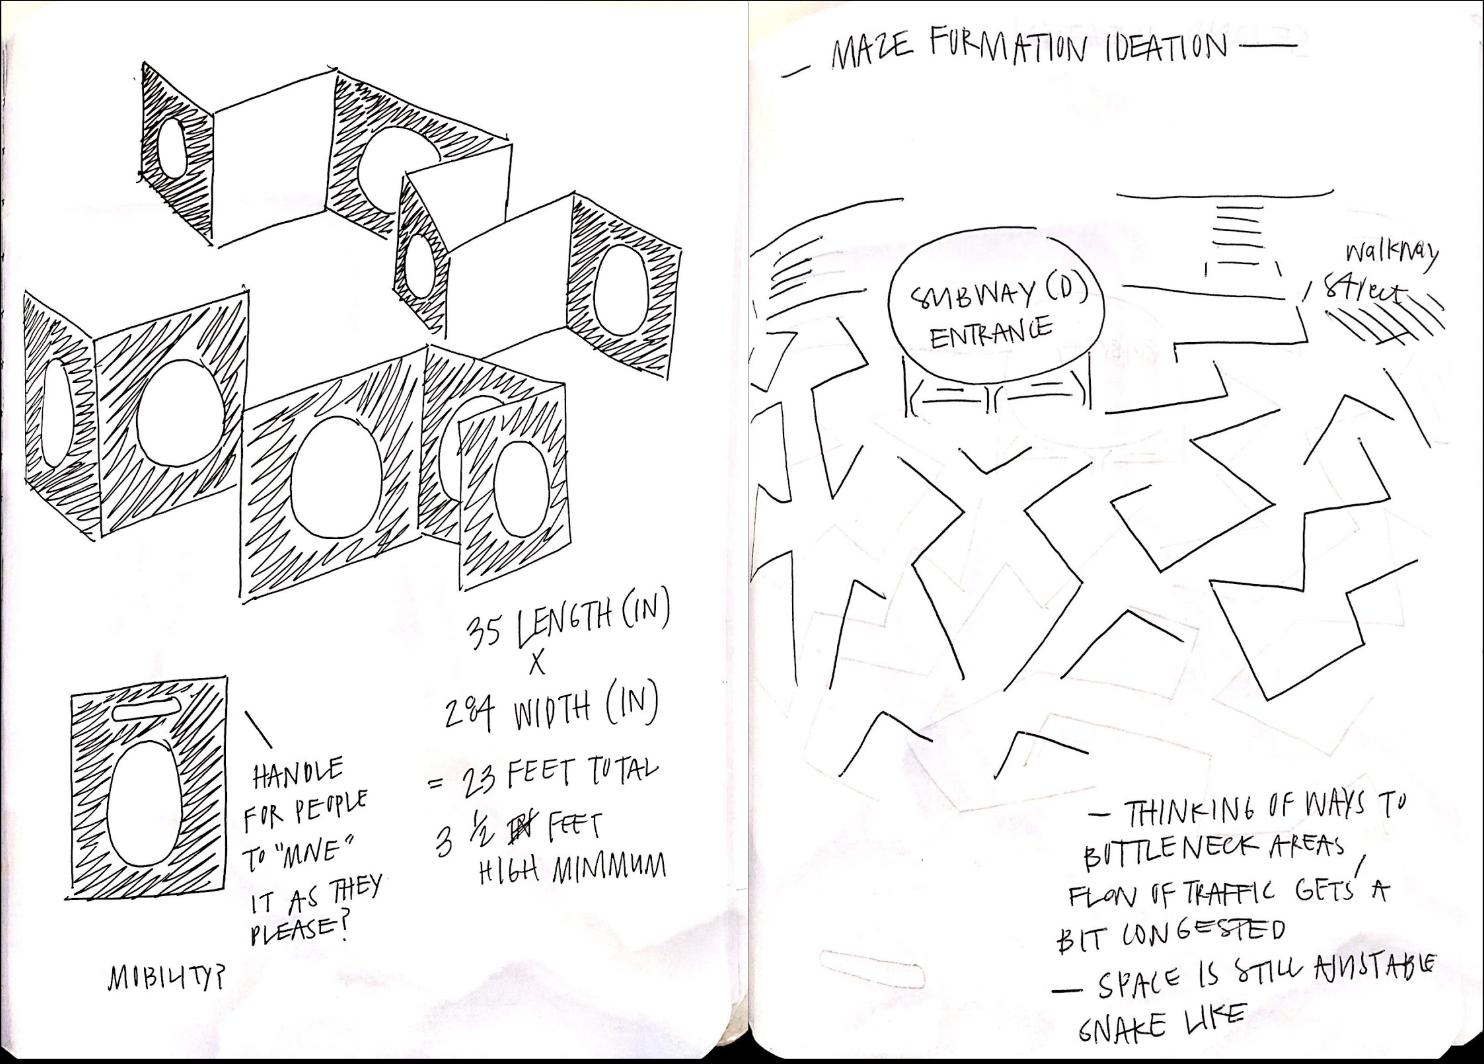 35 LENGTH (IN)
X
284 WIDTH (IN)
= 23 FEET TOTAL
3 1/2 FEET
HIGH MINIMUM
HANDLE
FOR PEOPLE
TO "MOVE"
IT AS THEY
PLEASE?
MOBILITY?
— MAZE FORMATION IDEATION —
SUBWAY (D)
ENTRANCE
walkway
street
— THINKING OF WAYS TO
BOTTLENECK AREAS
FLOW OF TRAFFIC GETS A
BIT CONGESTED
— SPACE IS STILL AJUSTABLE
SNAKE LIKE